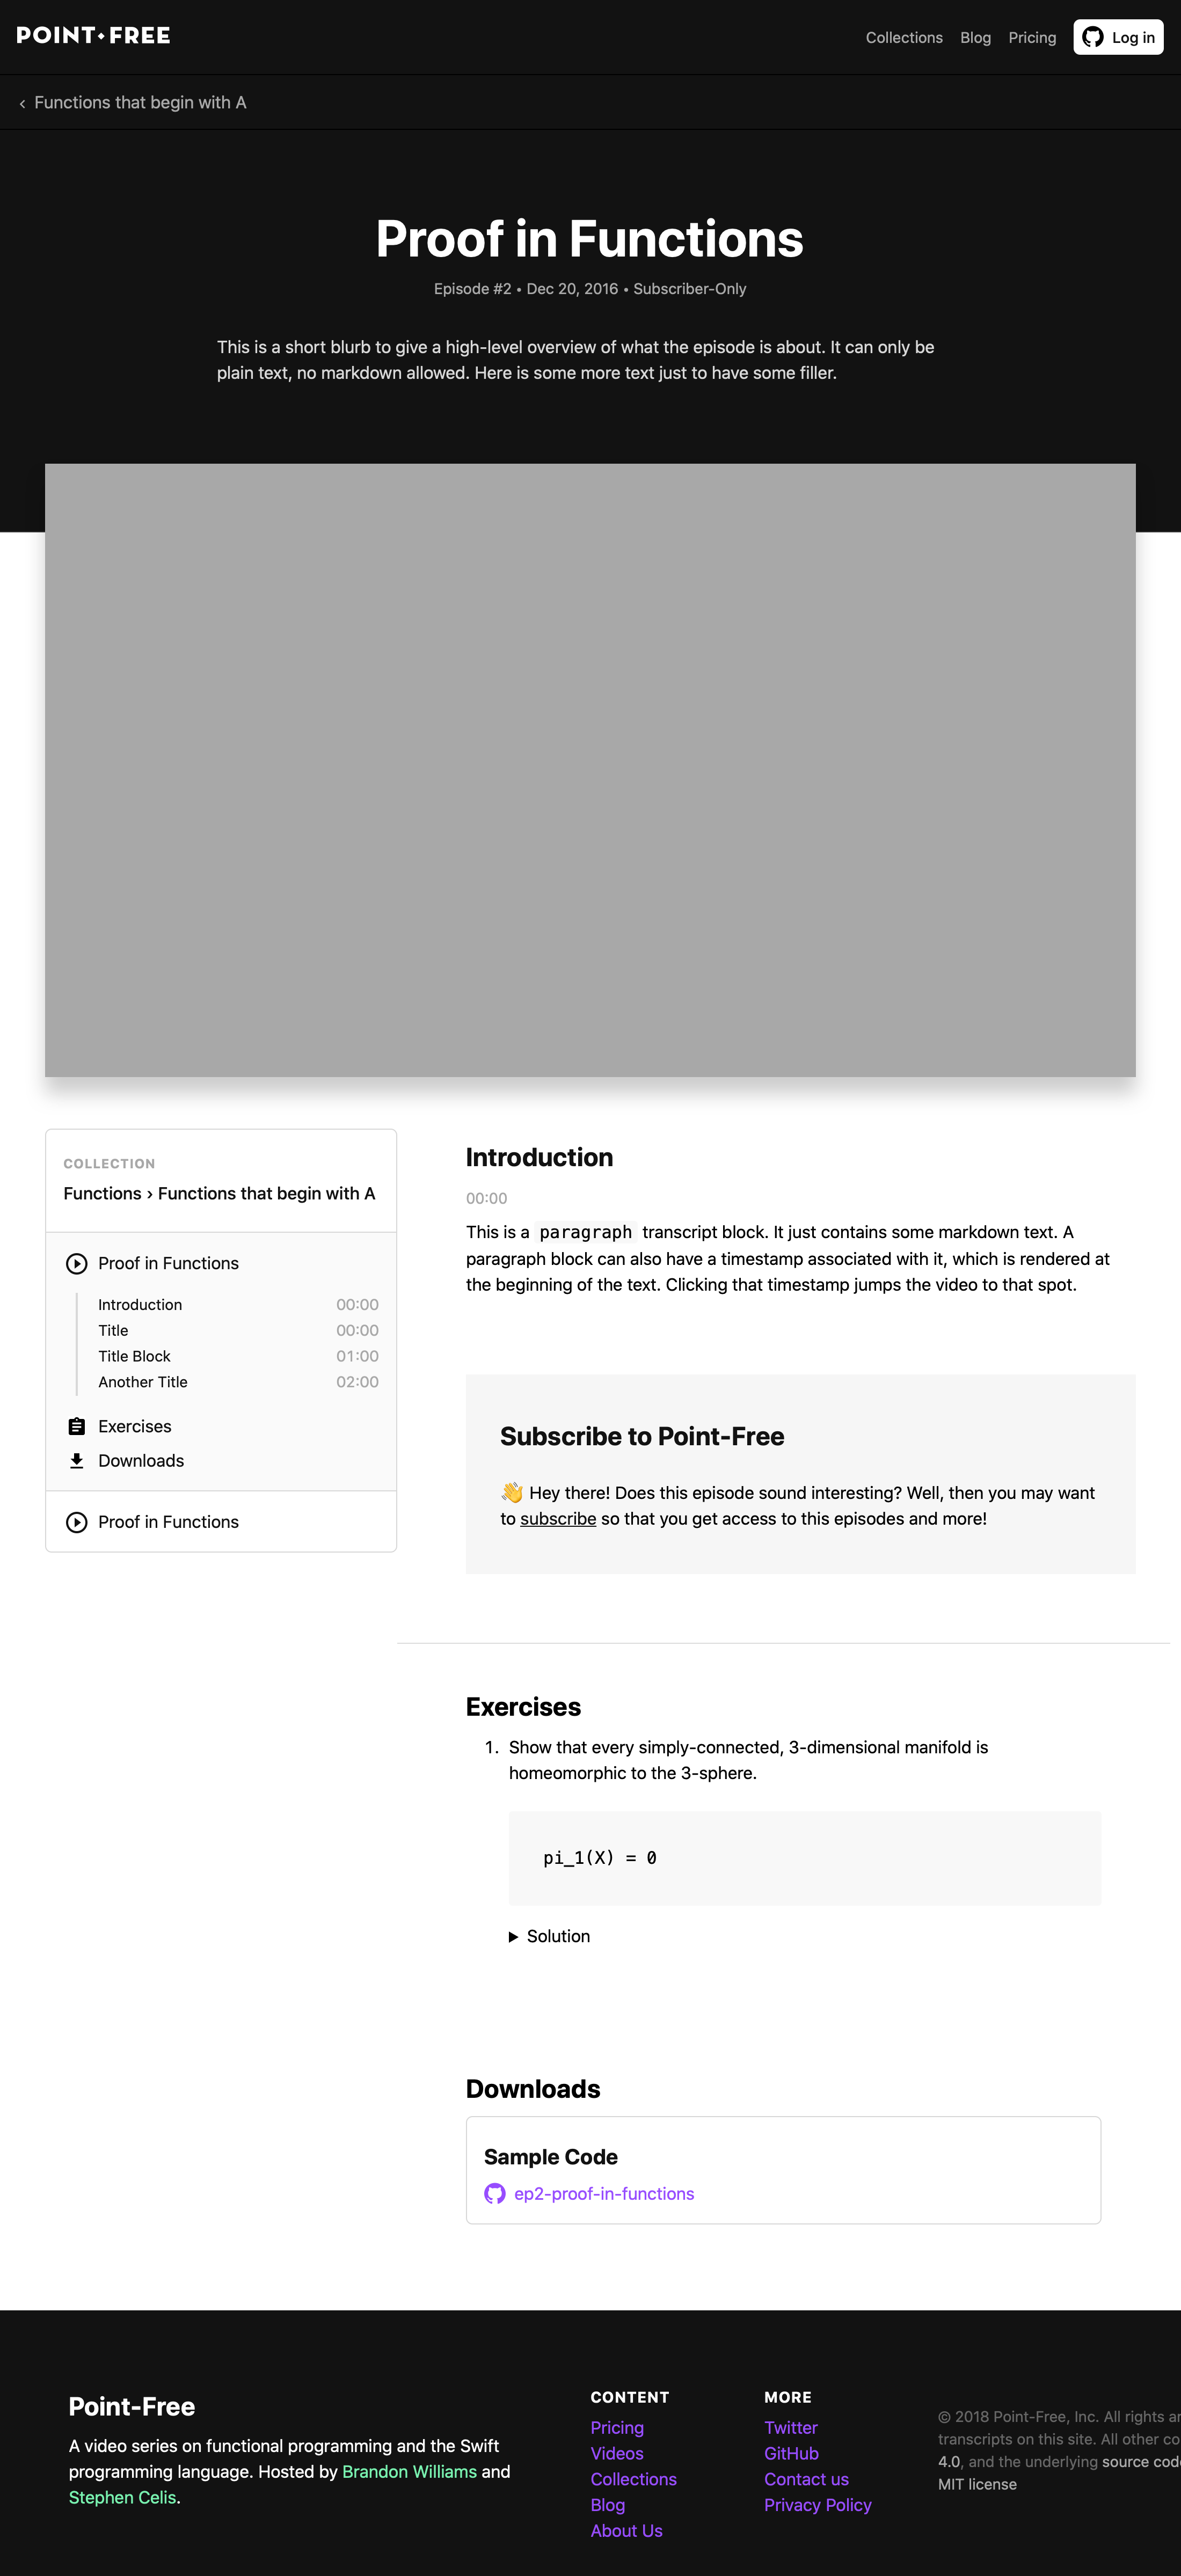 POINT•FREE
Collections Blog Pricing Log in
‹ Functions that begin with A
Proof in Functions
Episode #2 • Dec 20, 2016 • Subscriber-Only
This is a short blurb to give a high-level overview of what the episode is about. It can only be
plain text, no markdown allowed. Here is some more text just to have some filler.
COLLECTION
Functions › Functions that begin with A
Proof in Functions
Introduction 00:00
Title 00:00
Title Block 01:00
Another Title 02:00
Exercises
Downloads
Proof in Functions
Introduction
00:00
This is a paragraph transcript block. It just contains some markdown text. A
paragraph block can also have a timestamp associated with it, which is rendered at
the beginning of the text. Clicking that timestamp jumps the video to that spot.
Subscribe to Point-Free
👋 Hey there! Does this episode sound interesting? Well, then you may want
to subscribe so that you get access to this episodes and more!
Exercises
1. Show that every simply-connected, 3-dimensional manifold is
homeomorphic to the 3-sphere.
pi_1(X) = 0
▶ Solution
Downloads
Sample Code
ep2-proof-in-functions
Point-Free
A video series on functional programming and the Swift
programming language. Hosted by Brandon Williams and
Stephen Celis.
CONTENT
Pricing
Videos
Collections
Blog
About Us
MORE
Twitter
GitHub
Contact us
Privacy Policy
© 2018 Point-Free, Inc. All rights
transcripts on this site. All other
4.0, and the underlying source
MIT license